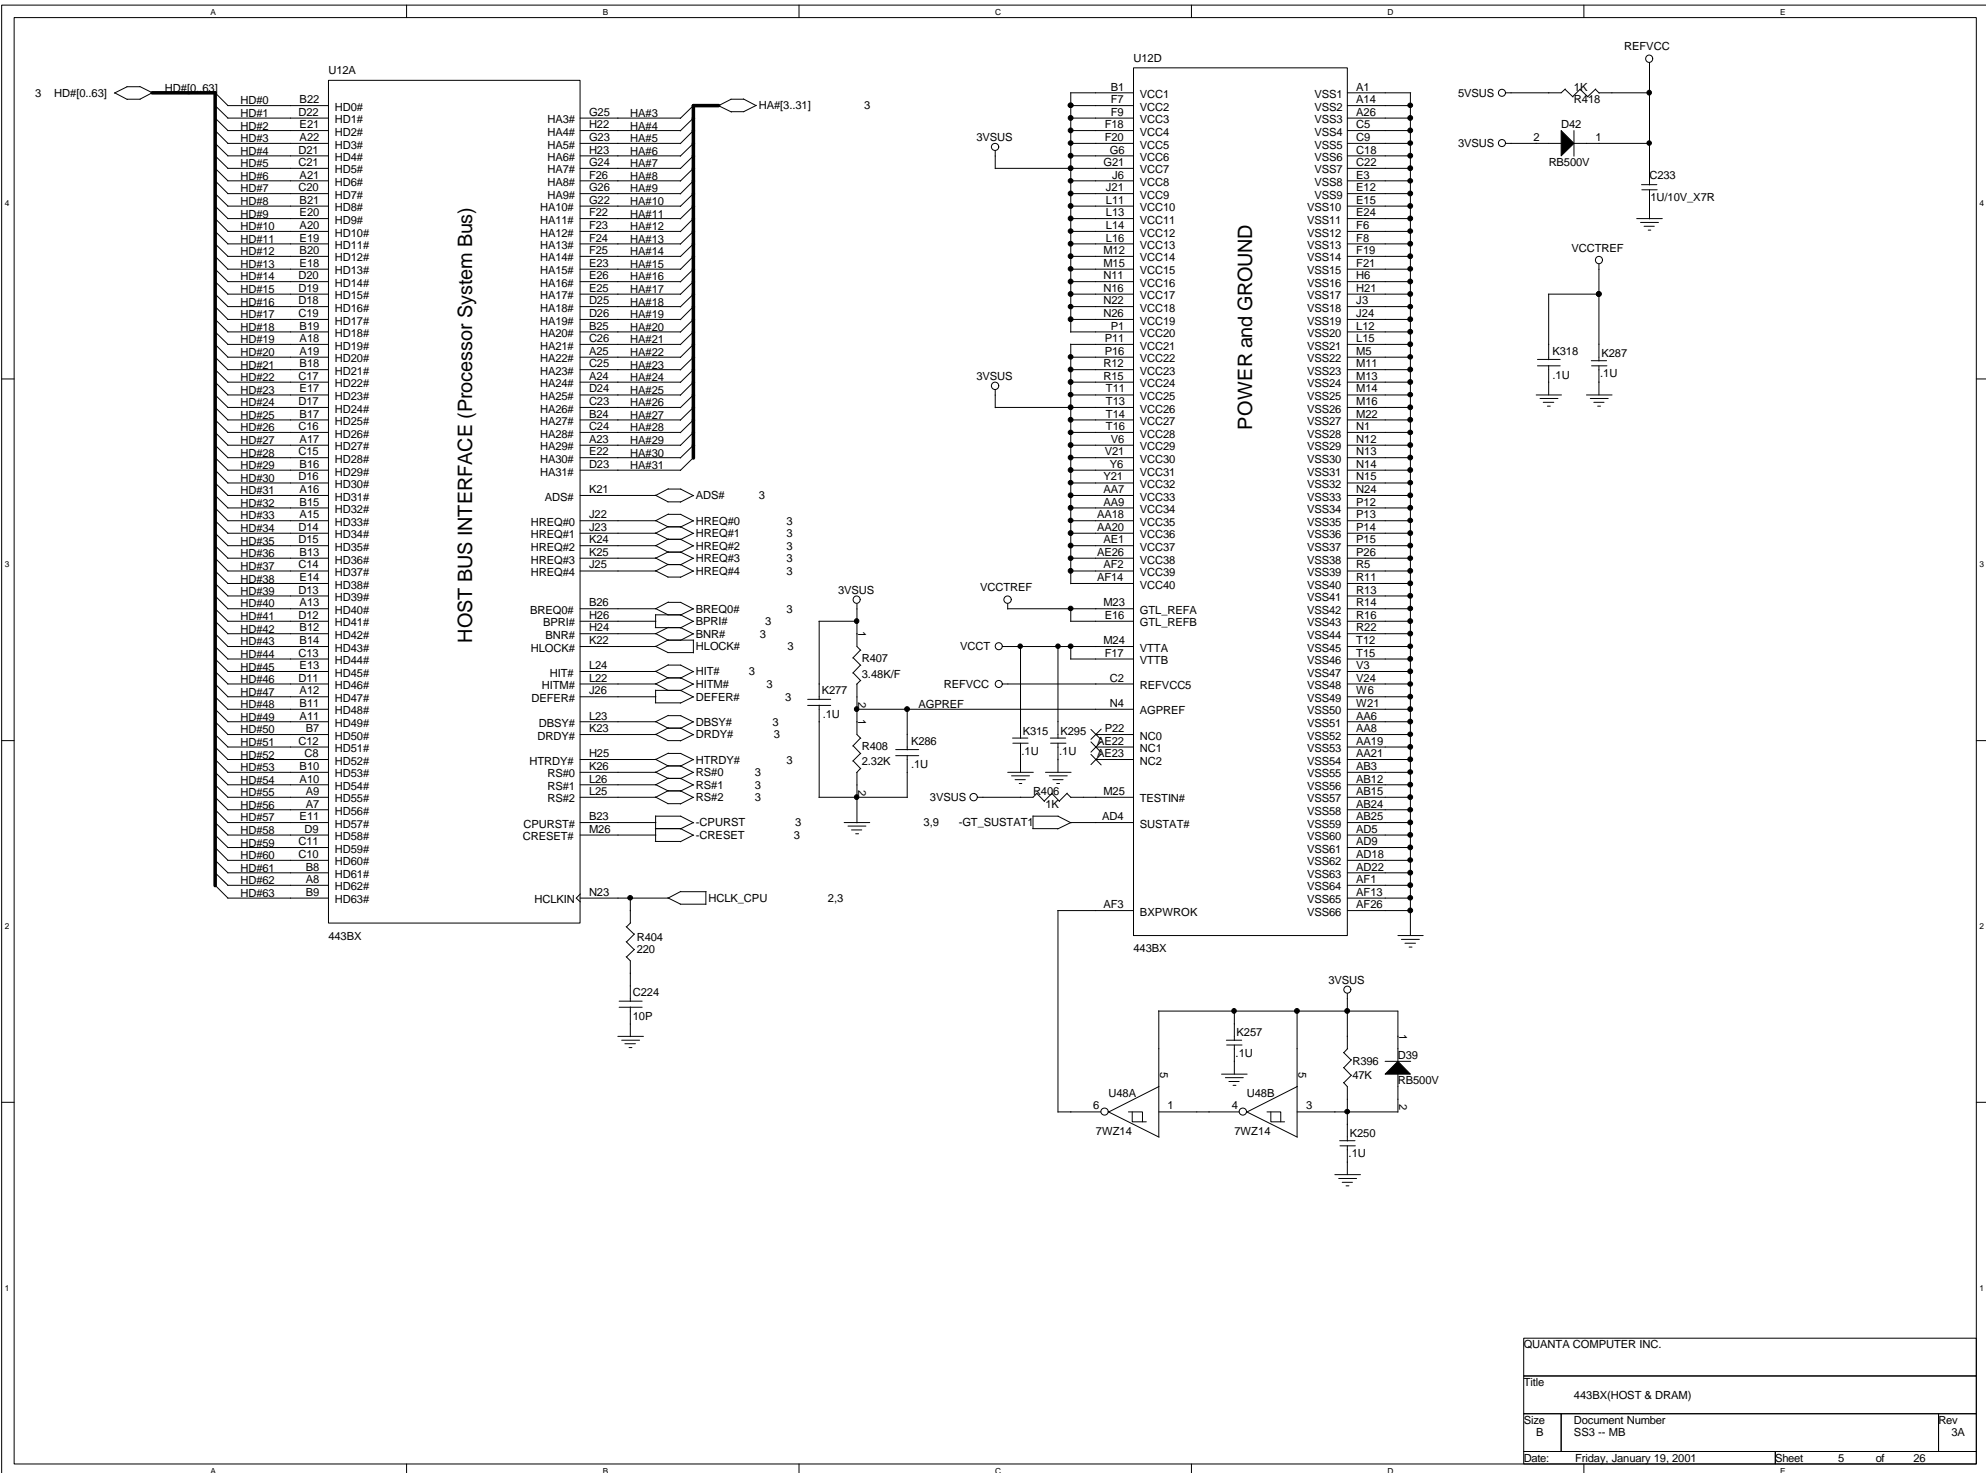 A B C D E
U12A
HOST BUS INTERFACE (Processor System Bus)
3 HD#[0..63]
HD#[0..63]
HD#0 B22 HD0#
HD#1 D22 HD1#
HD#2 E21 HD2#
HD#3 A22 HD3#
HD#4 D21 HD4#
HD#5 C21 HD5#
HD#6 A21 HD6#
HD#7 C20 HD7#
HD#8 B21 HD8#
HD#9 E20 HD9#
HD#10 A20 HD10#
HD#11 E19 HD11#
HD#12 B20 HD12#
HD#13 E18 HD13#
HD#14 D20 HD14#
HD#15 D19 HD15#
HD#16 D18 HD16#
HD#17 C19 HD17#
HD#18 B19 HD18#
HD#19 A18 HD19#
HD#20 A19 HD20#
HD#21 B18 HD21#
HD#22 C17 HD22#
HD#23 E17 HD23#
HD#24 D17 HD24#
HD#25 B17 HD25#
HD#26 C16 HD26#
HD#27 A17 HD27#
HD#28 C15 HD28#
HD#29 B16 HD29#
HD#30 D16 HD30#
HD#31 A16 HD31#
HD#32 B15 HD32#
HD#33 A15 HD33#
HD#34 D14 HD34#
HD#35 D15 HD35#
HD#36 B13 HD36#
HD#37 C14 HD37#
HD#38 E14 HD38#
HD#39 D13 HD39#
HD#40 A13 HD40#
HD#41 D12 HD41#
HD#42 B12 HD42#
HD#43 B14 HD43#
HD#44 C13 HD44#
HD#45 E13 HD45#
HD#46 D11 HD46#
HD#47 A12 HD47#
HD#48 B11 HD48#
HD#49 A11 HD49#
HD#50 B7 HD50#
HD#51 C12 HD51#
HD#52 C8 HD52#
HD#53 B10 HD53#
HD#54 A10 HD54#
HD#55 A9 HD55#
HD#56 A7 HD56#
HD#57 E11 HD57#
HD#58 D9 HD58#
HD#59 C11 HD59#
HD#60 C10 HD60#
HD#61 B8 HD61#
HD#62 A8 HD62#
HD#63 B9 HD63#
443BX
HA#[3..31] 3
HA3# G25 HA#3
HA4# H22 HA#4
HA5# G23 HA#5
HA6# H23 HA#6
HA7# G24 HA#7
HA8# F26 HA#8
HA9# G26 HA#9
HA10# G22 HA#10
HA11# F22 HA#11
HA12# F23 HA#12
HA13# F24 HA#13
HA14# F25 HA#14
HA15# E23 HA#15
HA16# E26 HA#16
HA17# E25 HA#17
HA18# D25 HA#18
HA19# D26 HA#19
HA20# B25 HA#20
HA21# C26 HA#21
HA22# A25 HA#22
HA23# C25 HA#23
HA24# A24 HA#24
HA25# D24 HA#25
HA26# C23 HA#26
HA27# B24 HA#27
HA28# C24 HA#28
HA29# A23 HA#29
HA30# E22 HA#30
HA31# D23 HA#31
ADS# K21 ADS# 3
HREQ#0 J22 HREQ#0 3
HREQ#1 J23 HREQ#1 3
HREQ#2 K24 HREQ#2 3
HREQ#3 K25 HREQ#3 3
HREQ#4 J25 HREQ#4 3
BREQ0# B26 BREQ0# 3
BPRI# H26 BPRI# 3
BNR# H24 BNR# 3
HLOCK# K22 HLOCK# 3
HIT# L24 HIT# 3
HITM# L22 HITM# 3
DEFER# J26 DEFER# 3
DBSY# L23 DBSY# 3
DRDY# K23 DRDY# 3
HTRDY# H25 HTRDY# 3
RS#0 K26 RS#0 3
RS#1 L26 RS#1 3
RS#2 L25 RS#2 3
CPURST# B23 -CPURST 3
CRESET# M26 -CRESET 3
HCLKIN N23 HCLK_CPU 2,3
R404
220
C224
10P
3VSUS
1
R407
3.48K/F
2
K277
.1U
AGPREF
1
R408
2.32K
2
K286
.1U
U12D
POWER and GROUND
3VSUS
3VSUS
B1 VCC1
F7 VCC2
F9 VCC3
F18 VCC4
F20 VCC5
G6 VCC6
G21 VCC7
J6 VCC8
J21 VCC9
L11 VCC10
L13 VCC11
L14 VCC12
L16 VCC13
M12 VCC14
M15 VCC15
N11 VCC16
N16 VCC17
N22 VCC18
N26 VCC19
P1 VCC20
P11 VCC21
P16 VCC22
R12 VCC23
R15 VCC24
T11 VCC25
T13 VCC26
T14 VCC27
T16 VCC28
V6 VCC29
V21 VCC30
Y6 VCC31
Y21 VCC32
AA7 VCC33
AA9 VCC34
AA18 VCC35
AA20 VCC36
AE1 VCC37
AE26 VCC38
AF2 VCC39
AF14 VCC40
VCCTREF
M23 GTL_REFA
E16 GTL_REFB
VCCT
M24 VTTA
F17 VTTB
REFVCC C2 REFVCC5
N4 AGPREF
K315
.1U
K295
.1U
P22 NC0
AE22 NC1
AE23 NC2
3VSUS R406 1K M25 TESTIN#
3,9 -GT_SUSTAT1 AD4 SUSTAT#
AF3 BXPWROK
443BX
VSS1 A1
VSS2 A14
VSS3 A26
VSS4 C5
VSS5 C9
VSS6 C18
VSS7 C22
VSS8 E3
VSS9 E12
VSS10 E15
VSS11 E24
VSS12 F6
VSS13 F8
VSS14 F19
VSS15 F21
VSS16 H6
VSS17 H21
VSS18 J3
VSS19 J24
VSS20 L12
VSS21 L15
VSS22 M5
VSS23 M11
VSS24 M13
VSS25 M14
VSS26 M16
VSS27 M22
VSS28 N1
VSS29 N12
VSS30 N13
VSS31 N14
VSS32 N15
VSS33 N24
VSS34 P12
VSS35 P13
VSS36 P14
VSS37 P15
VSS38 P26
VSS39 R5
VSS40 R11
VSS41 R13
VSS42 R14
VSS43 R16
VSS44 R22
VSS45 T12
VSS46 T15
VSS47 V3
VSS48 V24
VSS49 W6
VSS50 W21
VSS51 AA6
VSS52 AA8
VSS53 AA19
VSS54 AA21
VSS55 AB3
VSS56 AB12
VSS57 AB15
VSS58 AB24
VSS59 AB25
VSS60 AD5
VSS61 AD9
VSS62 AD18
VSS63 AD22
VSS64 AF1
VSS65 AF13
VSS66 AF26
REFVCC
5VSUS 1K
R418
D42
3VSUS 2 1
RB500V
C233
1U/10V_X7R
VCCTREF
K318
.1U
K287
.1U
3VSUS
K257
.1U
R396
47K
1
D39
RB500V
2
5
U48A
6 1
7WZ14
5
U48B
4 3
7WZ14
K250
.1U
4 4
3 3
2 2
1 1
QUANTA COMPUTER INC.
Title
443BX(HOST & DRAM)
Size Document Number Rev
B SS3 -- MB 3A
Date: Friday, January 19, 2001 Sheet 5 of 26
A B C D E